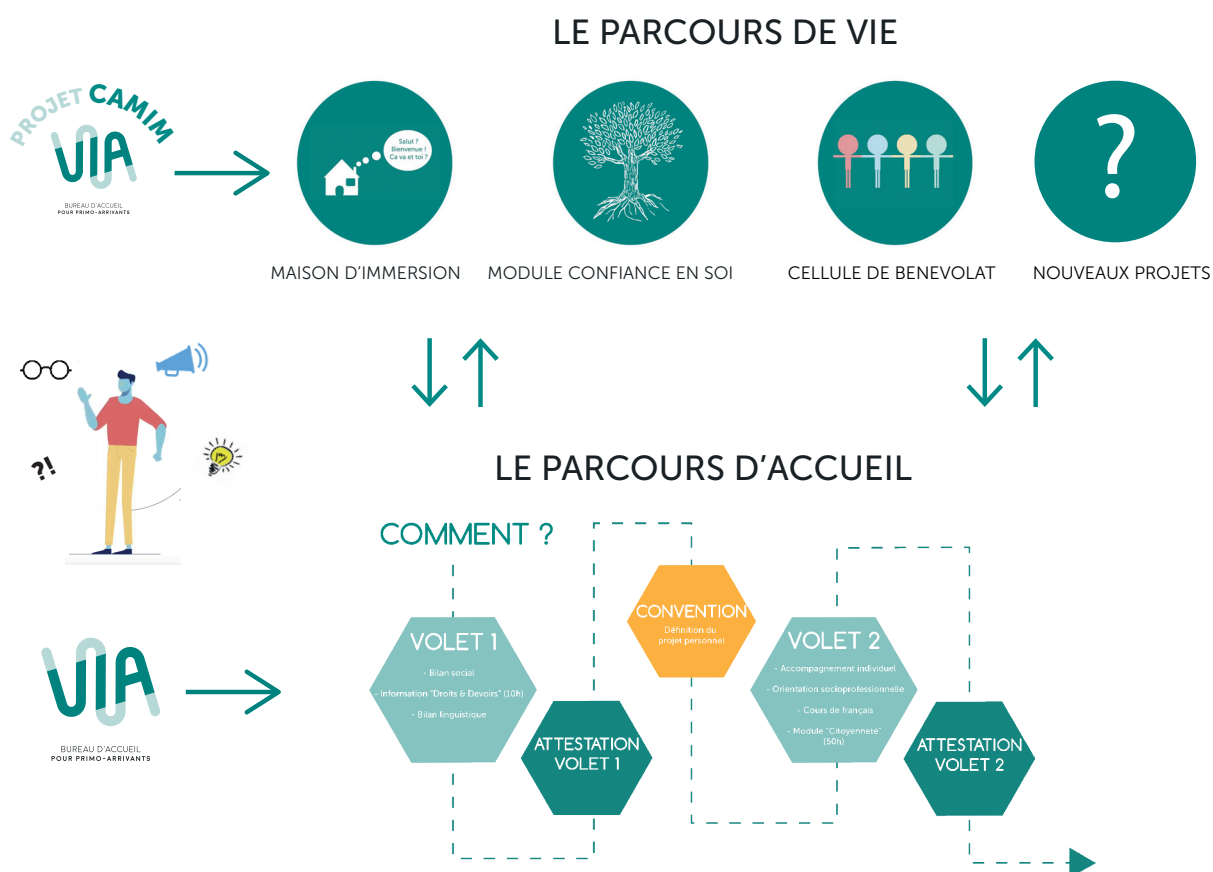 LE PARCOURS DE VIE
PROJET CAMIM
VIA
BUREAU D'ACCUEIL
POUR PRIMO-ARRIVANTS
Salut ?
Bienvenue !
Ca va et toi ?
?
MAISON D'IMMERSION
MODULE CONFIANCE EN SOI
CELLULE DE BENEVOLAT
NOUVEAUX PROJETS
?!
LE PARCOURS D'ACCUEIL
COMMENT ?
VIA
BUREAU D'ACCUEIL
POUR PRIMO-ARRIVANTS
VOLET 1
- Bilan social
- Information "Droits & Devoirs" (10h)
- Bilan linguistique
ATTESTATION
VOLET 1
CONVENTION
Définition du
projet personnel
VOLET 2
- Accompagnement individuel
- Orientation socioprofessionnelle
- Cours de français
- Module "Citoyenneté"
(50h)
ATTESTATION
VOLET 2